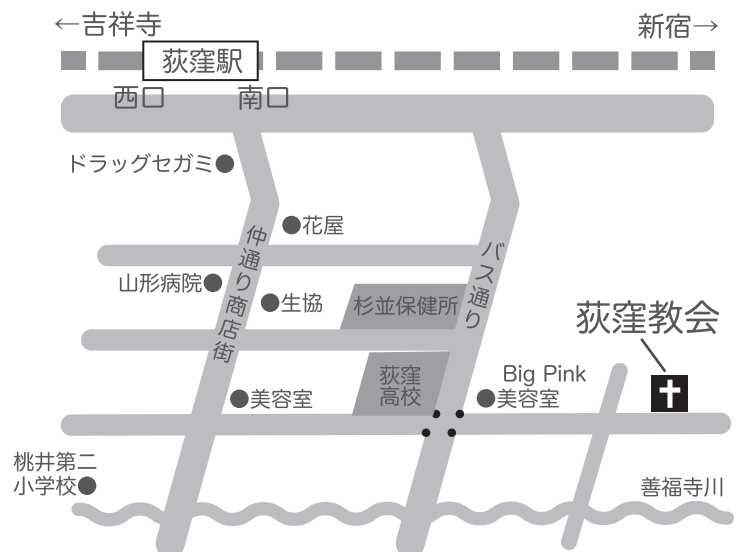 ←吉祥寺
新宿→
荻窪駅
西口
南口
ドラッグセガミ
花屋
仲通り商店街
バス通り
山形病院
生協
杉並保健所
荻窪教会
荻窪
高校
Big Pink
美容室
美容室
桃井第二
小学校
善福寺川